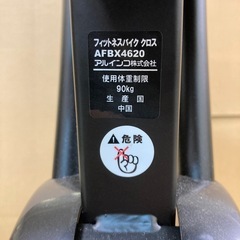 フィットネスバイク クロス
AFBX4620
アルインコ株式会社
使用体重制限
90kg
生 産 国
中国
危険